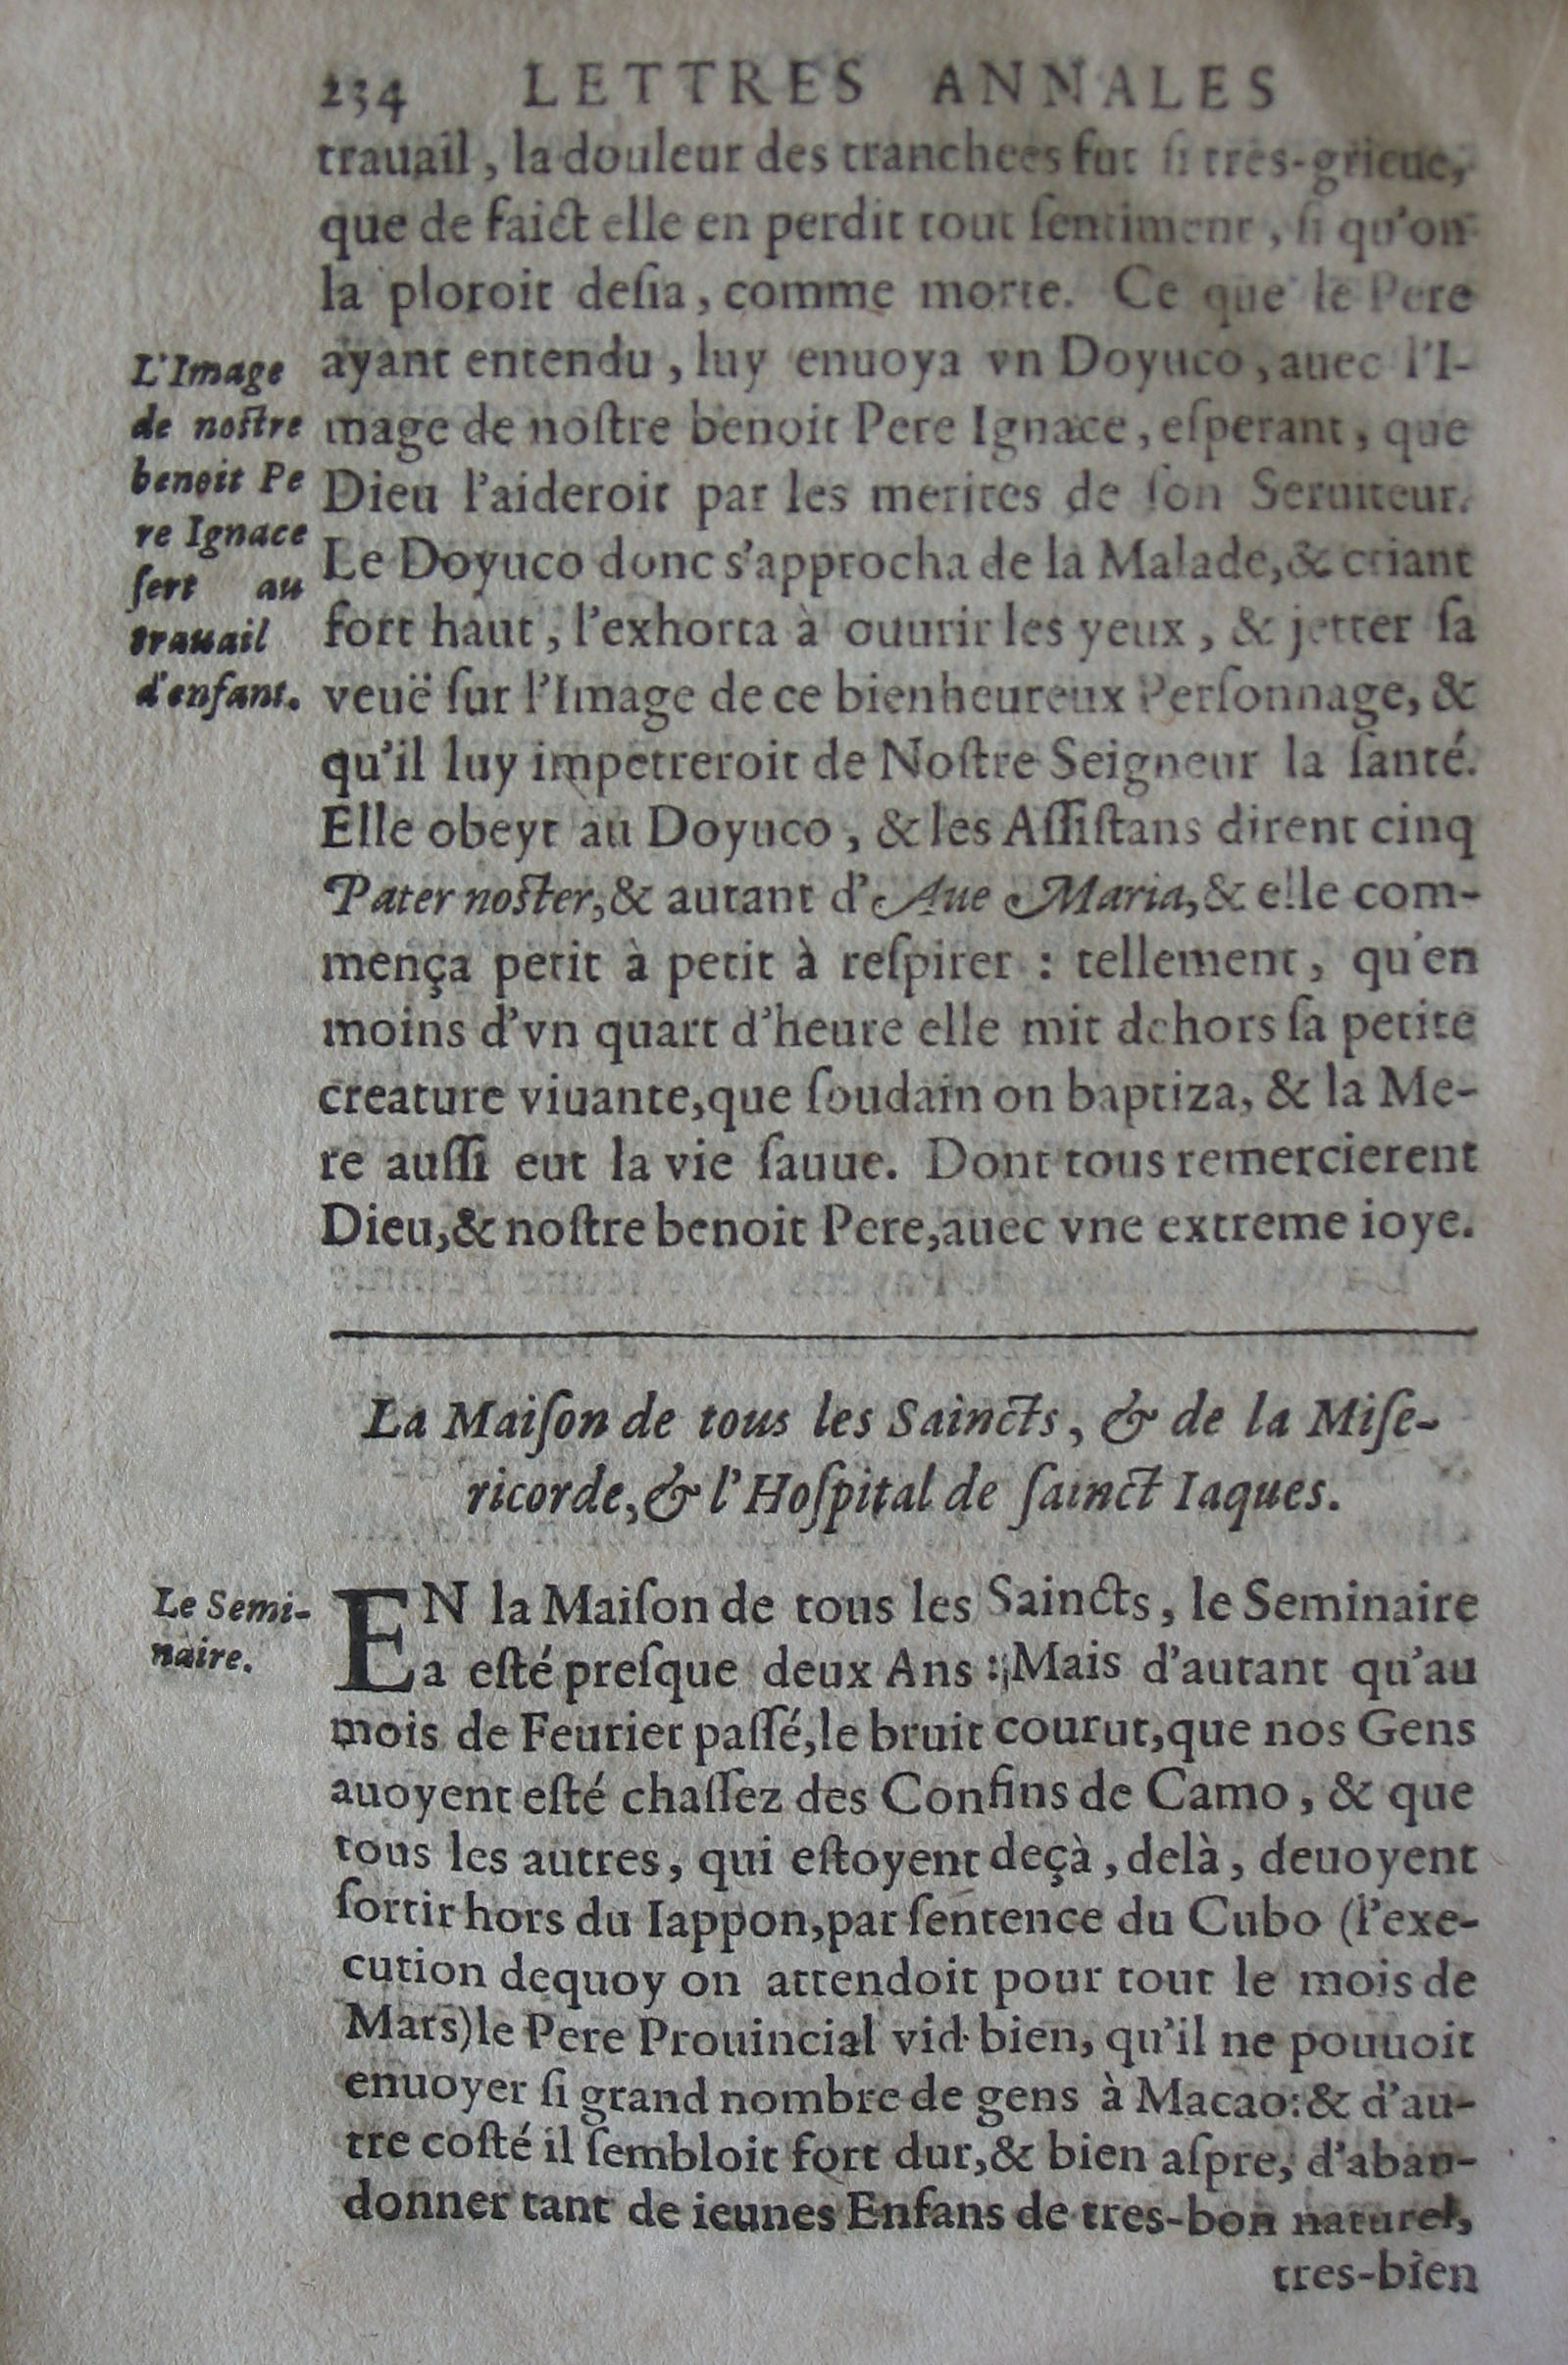 234 LETTRES ANNALES
trauail, la douleur des tranchees fut ſi tres-grieue,
que de faict elle en perdit tout ſentiment, ſi qu'on
la ploroit deſia, comme morte. Ce que le Pere
ayant entendu, luy enuoya vn Doyuco, auec l'I-
mage de noſtre benoit Pere Ignace, eſperant, que
Dieu l'aideroit par les merites de ſon Seruiteur.
Le Doyuco donc s'approcha de la Malade, & criant
fort haut, l'exhorta à ouurir les yeux, & jetter ſa
veuë ſur l'Image de ce bienheureux Perſonnage, &
qu'il luy impetreroit de Noſtre Seigneur la ſanté.
Elle obeyt au Doyuco, & les Aſſiſtans dirent cinq
Pater noſter, & autant d'Aue Maria, & elle com-
mença petit à petit à reſpirer : tellement, qu'en
moins d'vn quart d'heure elle mit dehors ſa petite
creature viuante, que ſoudain on baptiza, & la Me-
re auſſi eut la vie ſauue. Dont tous remercierent
Dieu, & noſtre benoit Pere, auec vne extreme ioye.
L'Image
de noſtre
benoit Pe
re Ignace
ſert au
trauail
d'enfant.
La Maiſon de tous les Saincts, & de la Miſe-
ricorde, & l'Hoſpital de ſainct Iaques.
Le Semi-
naire.
EN la Maiſon de tous les Saincts, le Seminaire
a eſté preſque deux Ans : Mais d'autant qu'au
mois de Feurier paſſé, le bruit courut, que nos Gens
auoyent eſté chaſſez des Confins de Camo, & que
tous les autres, qui eſtoyent deçà, delà, deuoyent
ſortir hors du Iappon, par ſentence du Cubo (l'exe-
cution dequoy on attendoit pour tout le mois de
Mars) le Pere Prouincial vid bien, qu'il ne pouuoit
enuoyer ſi grand nombre de gens à Macao: & d'au-
tre coſté il ſembloit fort dur, & bien aſpre, d'aban-
donner tant de ieunes Enfans de tres-bon naturel,
tres-bien